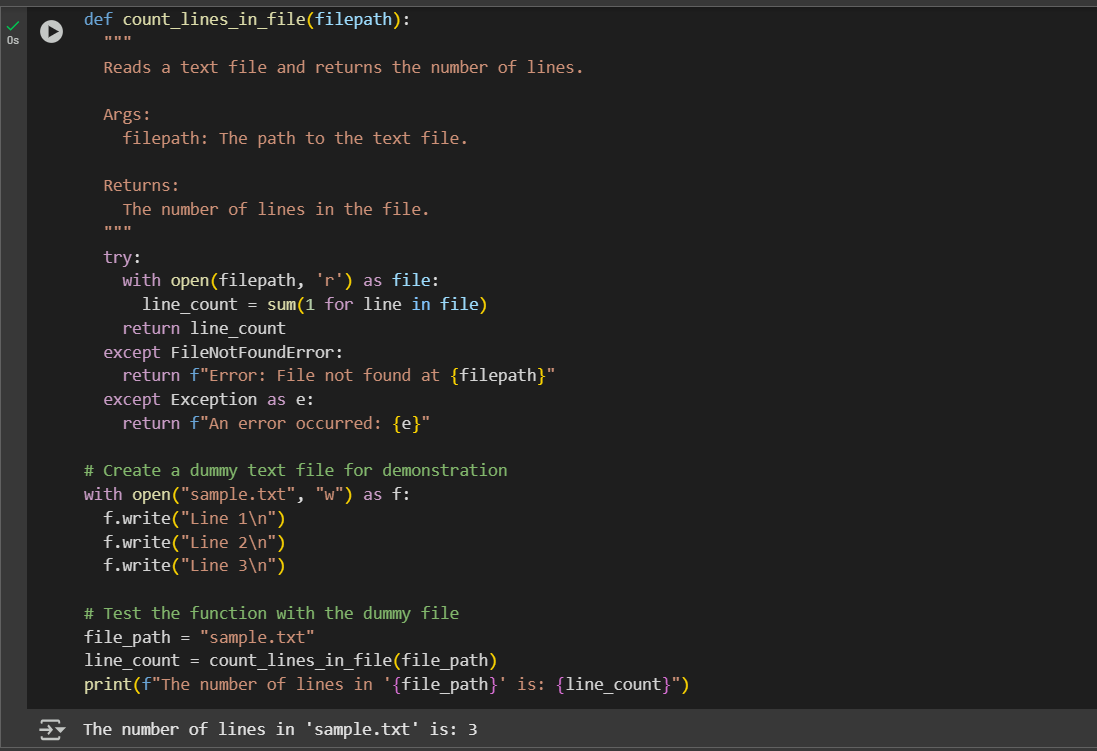 def count_lines_in_file(filepath):
  """
  Reads a text file and returns the number of lines.

  Args:
    filepath: The path to the text file.

  Returns:
    The number of lines in the file.
  """
  try:
    with open(filepath, 'r') as file:
      line_count = sum(1 for line in file)
    return line_count
  except FileNotFoundError:
    return f"Error: File not found at {filepath}"
  except Exception as e:
    return f"An error occurred: {e}"

# Create a dummy text file for demonstration
with open("sample.txt", "w") as f:
  f.write("Line 1\n")
  f.write("Line 2\n")
  f.write("Line 3\n")

# Test the function with the dummy file
file_path = "sample.txt"
line_count = count_lines_in_file(file_path)
print(f"The number of lines in '{file_path}' is: {line_count}")
0s
The number of lines in 'sample.txt' is: 3